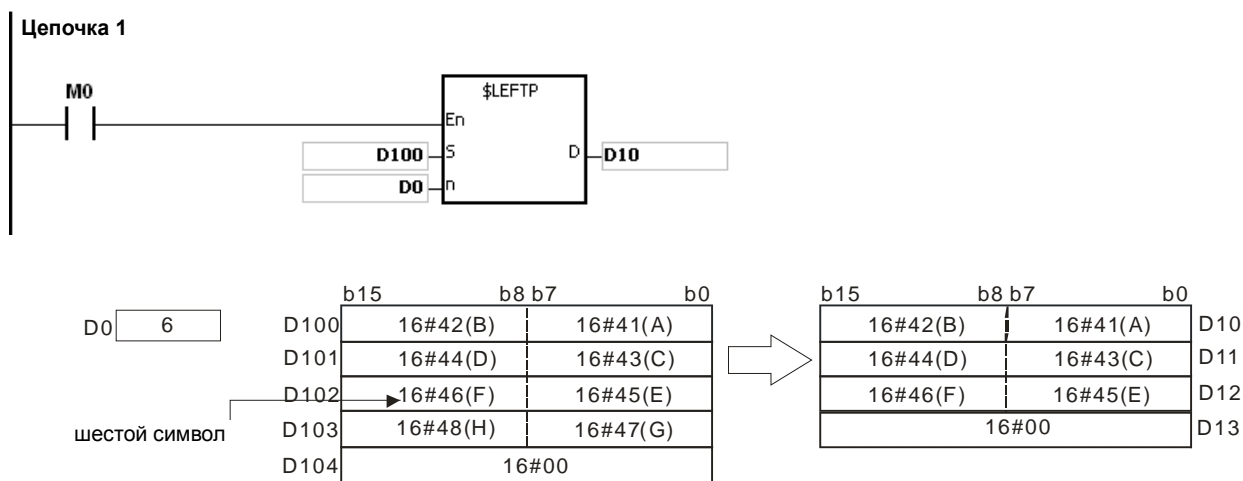 Цепочка 1
M0
$LEFTP
En
D100 S D D10
D0 n
b15 b8 b7 b0 b15 b8 b7 b0
D0 6 D100 16#42(B) 16#41(A) 16#42(B) 16#41(A) D10
D101 16#44(D) 16#43(C) 16#44(D) 16#43(C) D11
D102 16#46(F) 16#45(E) 16#46(F) 16#45(E) D12
шестой символ D103 16#48(H) 16#47(G) 16#00 D13
D104 16#00